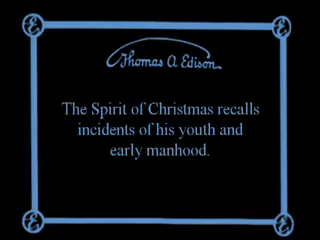 Thomas A Edison
The Spirit of Christmas recalls
incidents of his youth and
early manhood.